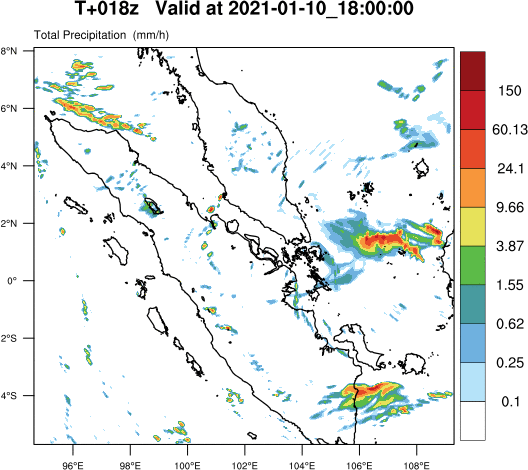 T+018z   Valid at 2021-01-10_18:00:00
Total Precipitation  (mm/h)
8°N
6°N
4°N
2°N
0°
2°S
4°S
96°E 98°E 100°E 102°E 104°E 106°E 108°E
150
60.13
24.1
9.66
3.87
1.55
0.62
0.25
0.1